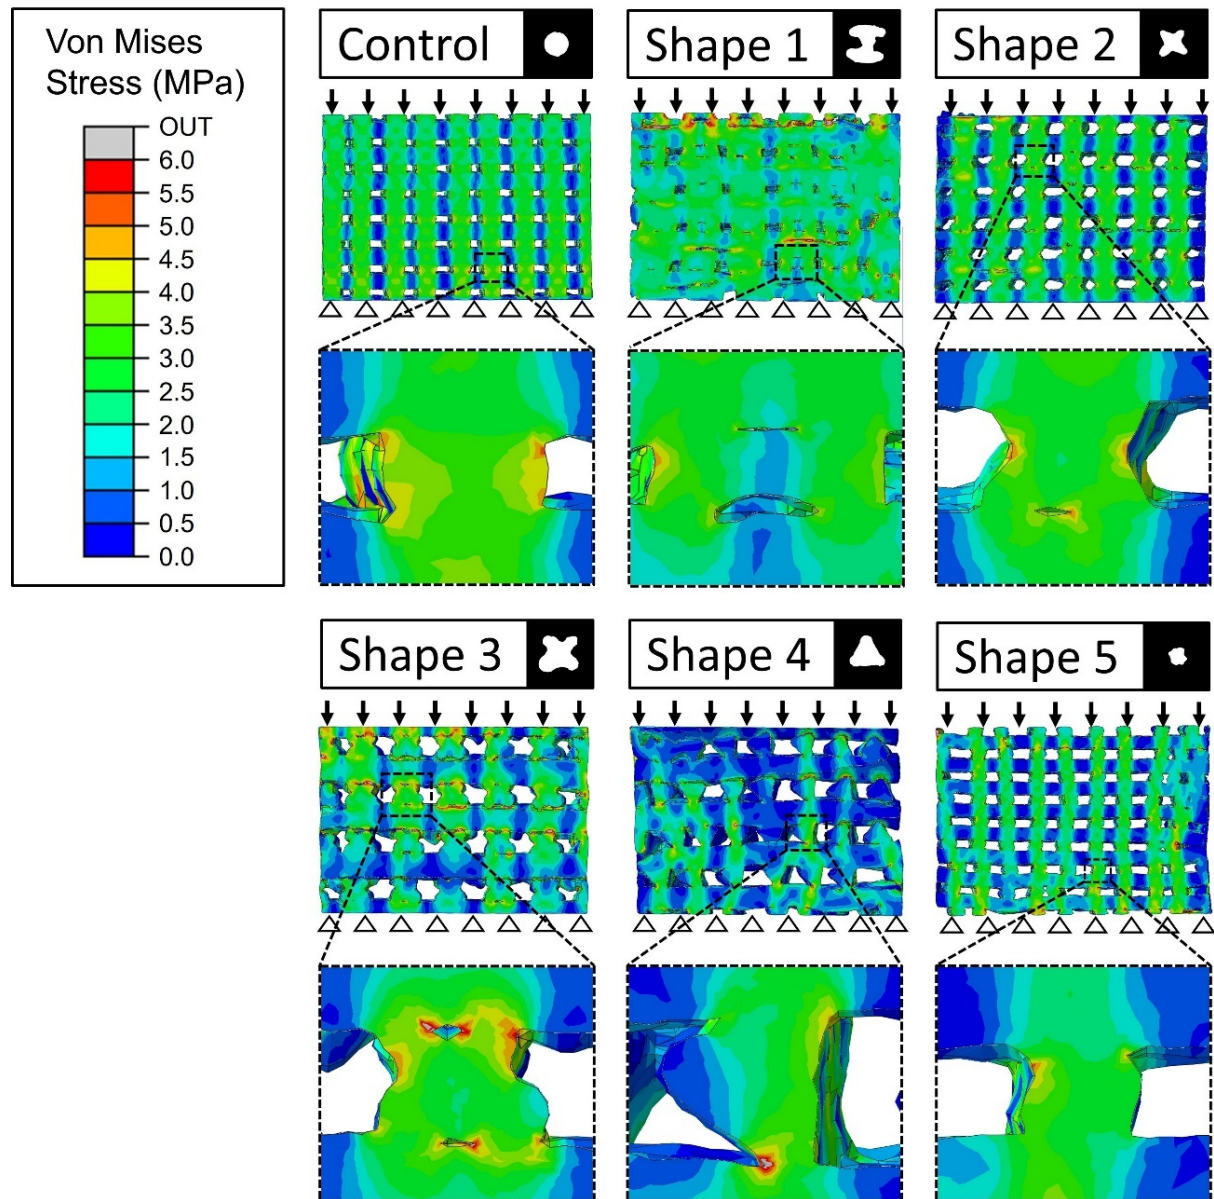 Von Mises
Stress (MPa)
OUT
6.0
5.5
5.0
4.5
4.0
3.5
3.0
2.5
2.0
1.5
1.0
0.5
0.0
Control
Shape 1
Shape 2
Shape 3
Shape 4
Shape 5